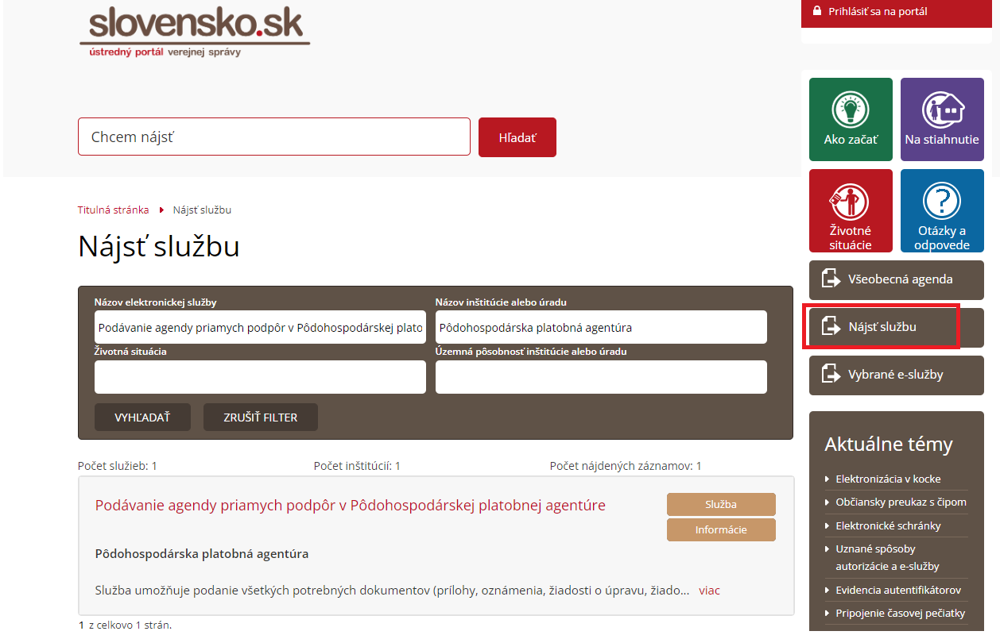 slovensko.sk
ústredný portál verejnej správy
Prihlásiť sa na portál
Chcem nájsť
Hľadať
Ako začať
Na stiahnutie
Životné
situácie
Otázky a
odpovede
Všeobecná agenda
Nájsť službu
Vybrané e-služby
Titulná stránka
Nájsť službu
Nájsť službu
Názov elektronickej služby
Názov inštitúcie alebo úradu
Podávanie agendy priamych podpôr v Pôdohospodárskej plato
Pôdohospodárska platobná agentúra
Životná situácia
Územná pôsobnosť inštitúcie alebo úradu
VYHĽADAŤ
ZRUŠIŤ FILTER
Počet služieb: 1
Počet inštitúcií: 1
Počet nájdených záznamov: 1
Podávanie agendy priamych podpôr v Pôdohospodárskej platobnej agentúre
Služba
Informácie
Pôdohospodárska platobná agentúra
Služba umožňuje podanie všetkých potrebných dokumentov (prílohy, oznámenia, žiadosti o úpravu, žiado... viac
1 z celkovo 1 strán.
Aktuálne témy
Elektronizácia v kocke
Občiansky preukaz s čipom
Elektronické schránky
Uznané spôsoby
autorizácie a e-služby
Evidencia autentifikátorov
Pripojenie časovej pečiatky